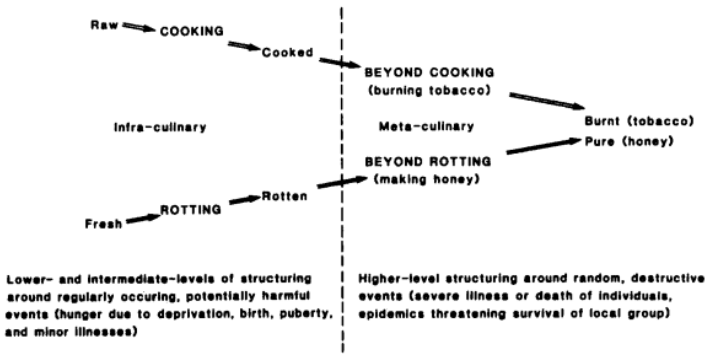 Raw
COOKING
Cooked
BEYOND COOKING
(burning tobacco)
Burnt (tobacco)
Infra-culinary
Meta-culinary
Pure (honey)
BEYOND ROTTING
(making honey)
Rotten
ROTTING
Fresh
Lower- and intermediate-levels of structuring
around regularly occuring, potentially harmful
events (hunger due to deprivation, birth, puberty,
and minor illnesses)
Higher-level structuring around random, destructive
events (severe illness or death of individuals,
epidemics threatening survival of local group)